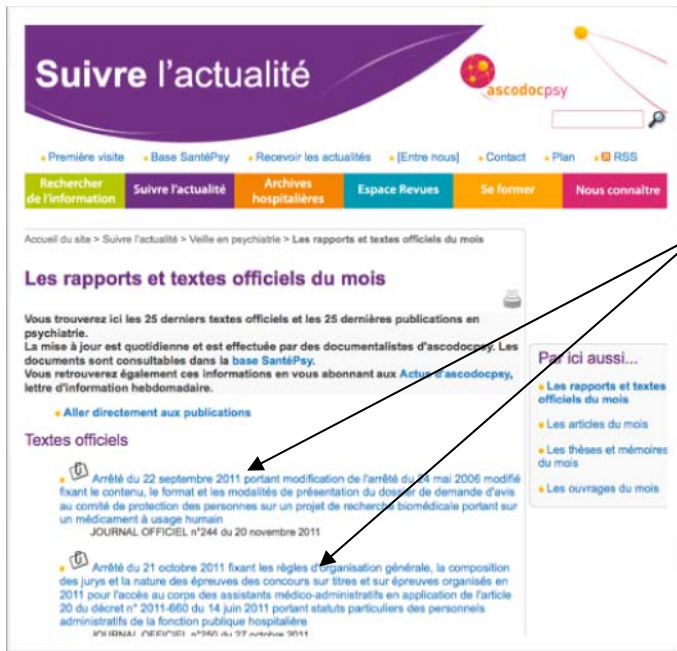 Suivre l'actualité
ascodocpsy
Première visite
Base SantéPsy
Recevoir les actualités
[Entre nous]
Contact
Plan
RSS
Rechercher
de l'information
Suivre l'actualité
Archives
hospitalières
Espace Revues
Se former
Nous connaître
Accueil du site > Suivre l'actualité > Veille en psychiatrie > Les rapports et textes officiels du mois
Les rapports et textes officiels du mois
Vous trouverez ici les 25 derniers textes officiels et les 25 dernières publications en
psychiatrie.
La mise à jour est quotidienne et est effectuée par des documentalistes d'ascodocpsy. Les
documents sont consultables dans la base SantéPsy.
Vous retrouverez également ces informations en vous abonnant aux Actus d'ascodocpsy,
lettre d'information hebdomadaire.
Aller directement aux publications
Textes officiels
Arrêté du 22 septembre 2011 portant modification de l'arrêté du 24 mai 2006 modifié
fixant le contenu, le format et les modalités de présentation du dossier de demande d'avis
au comité de protection des personnes sur un projet de recherche biomédicale portant sur
un médicament à usage humain
JOURNAL OFFICIEL n°244 du 20 novembre 2011
Arrêté du 21 octobre 2011 fixant les règles d'organisation générale, la composition
des jurys et la nature des épreuves des concours sur titres et sur épreuves organisés en
2011 pour l'accès au corps des assistants médico-administratifs en application de l'article
20 du décret n° 2011-660 du 14 juin 2011 portant statuts particuliers des personnels
administratifs de la fonction publique hospitalière
JOURNAL OFFICIEL n°250 du 27 octobre 2011
Par ici aussi...
Les rapports et textes
officiels du mois
Les articles du mois
Les thèses et mémoires
du mois
Les ouvrages du mois